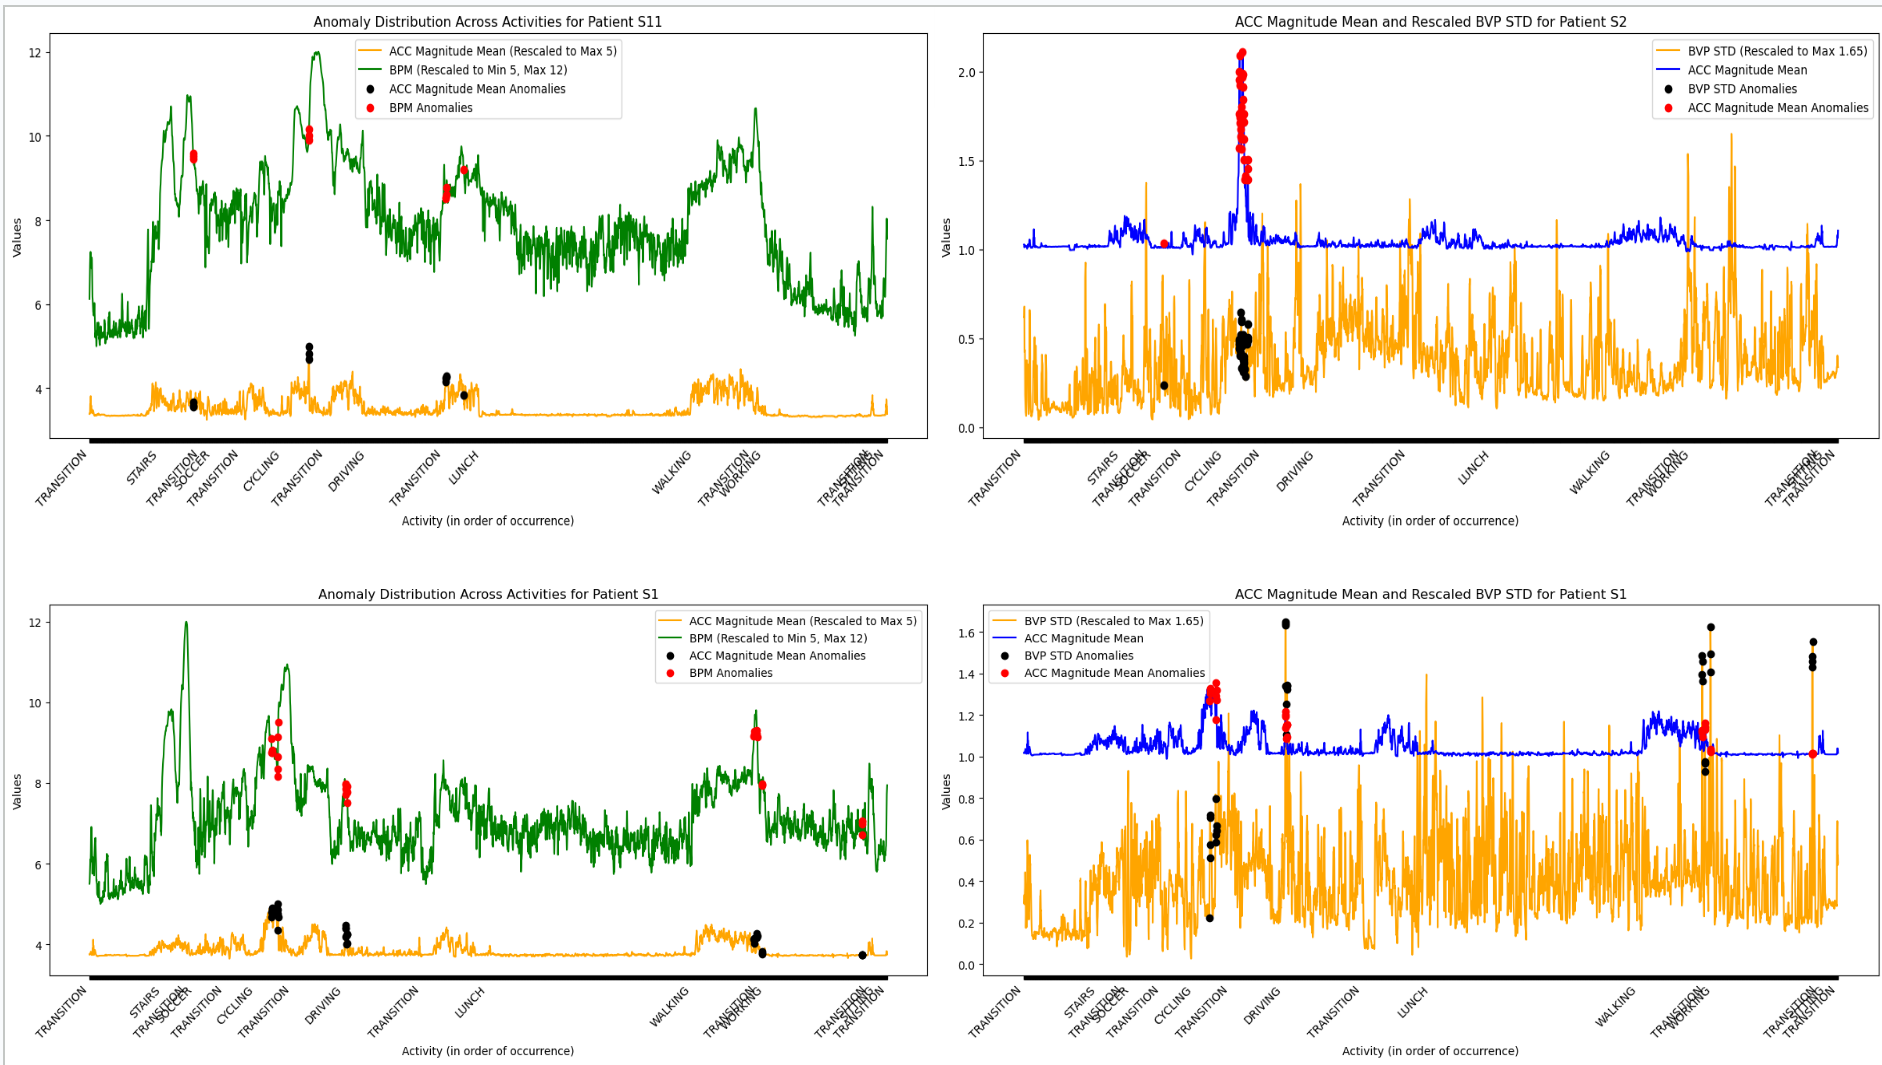 Anomaly Distribution Across Activities for Patient S11
ACC Magnitude Mean (Rescaled to Max 5)
BPM (Rescaled to Min 5, Max 12)
ACC Magnitude Mean Anomalies
BPM Anomalies
Values
12
10
8
6
4
TRANSITION
STAIRS
TRANSITION
SOCCER
TRANSITION
CYCLING
TRANSITION
DRIVING
TRANSITION
LUNCH
WALKING
TRANSITION
WORKING
TRANSITION
TRANSITION
Activity (in order of occurrence)
ACC Magnitude Mean and Rescaled BVP STD for Patient S2
BVP STD (Rescaled to Max 1.65)
ACC Magnitude Mean
BVP STD Anomalies
ACC Magnitude Mean Anomalies
Values
2.0
1.5
1.0
0.5
0.0
TRANSITION
STAIRS
TRANSITION
SOCCER
TRANSITION
CYCLING
TRANSITION
DRIVING
TRANSITION
LUNCH
WALKING
TRANSITION
WORKING
TRANSITION
TRANSITION
Activity (in order of occurrence)
Anomaly Distribution Across Activities for Patient S1
ACC Magnitude Mean (Rescaled to Max 5)
BPM (Rescaled to Min 5, Max 12)
ACC Magnitude Mean Anomalies
BPM Anomalies
Values
12
10
8
6
4
TRANSITION
STAIRS
TRANSITION
SOCCER
TRANSITION
CYCLING
TRANSITION
DRIVING
TRANSITION
LUNCH
WALKING
TRANSITION
WORKING
TRANSITION
TRANSITION
Activity (in order of occurrence)
ACC Magnitude Mean and Rescaled BVP STD for Patient S1
BVP STD (Rescaled to Max 1.65)
ACC Magnitude Mean
BVP STD Anomalies
ACC Magnitude Mean Anomalies
Values
1.6
1.4
1.2
1.0
0.8
0.6
0.4
0.2
0.0
TRANSITION
STAIRS
TRANSITION
SOCCER
TRANSITION
CYCLING
TRANSITION
DRIVING
TRANSITION
LUNCH
WALKING
TRANSITION
WORKING
TRANSITION
TRANSITION
Activity (in order of occurrence)